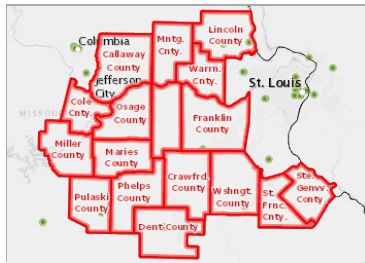 Columbia
Callaway
County
Mntg.
Cnty.
Lincoln
County
Jefferson
City
Warrn.
Cnty.
St. Louis
Cole
Cnty.
Osage
County
Franklin
County
MISSOU
Miller
County
Maries
County
Pulaski
County
Phelps
County
Crawfrd.
County
Wshngt.
County
St.
Frnc.
Cnty.
Ste.
Genvv.
Conty.
Dent County